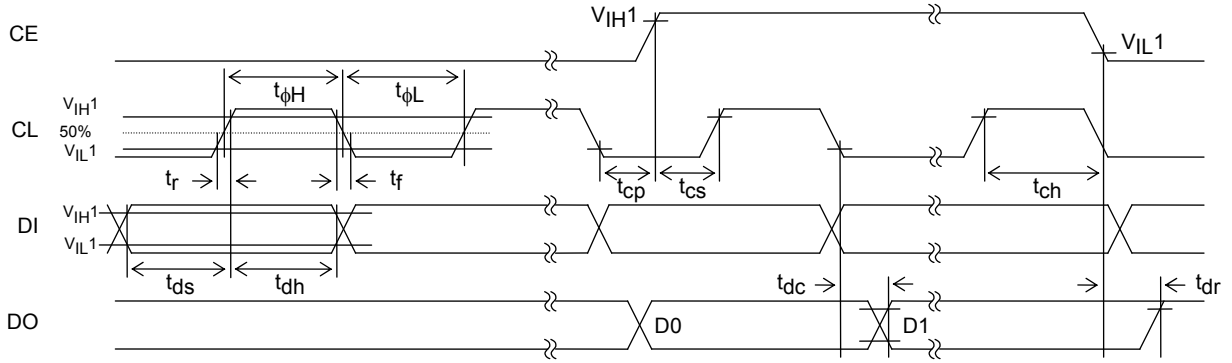 CE
VIH1
VIL1
tϕH
tϕL
VIH1
CL
50%
VIL1
tr
tf
tcp
tcs
tch
DI
VIH1
VIL1
tds
tdh
tdc
tdr
DO
D0
D1